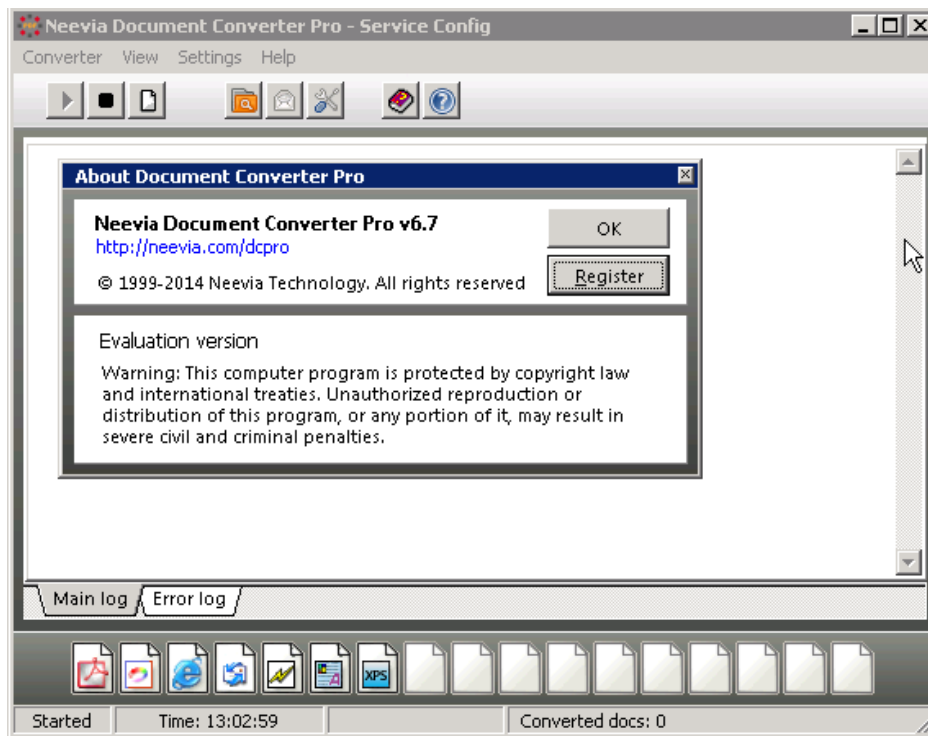 Neevia Document Converter Pro - Service Config
Converter View Settings Help
About Document Converter Pro
Neevia Document Converter Pro v6.7
http://neevia.com/dcpro
© 1999-2014 Neevia Technology. All rights reserved
OK
Register
Evaluation version
Warning: This computer program is protected by copyright law
and international treaties. Unauthorized reproduction or
distribution of this program, or any portion of it, may result in
severe civil and criminal penalties.
Main log Error log
XPS
Started Time: 13:02:59 Converted docs: 0